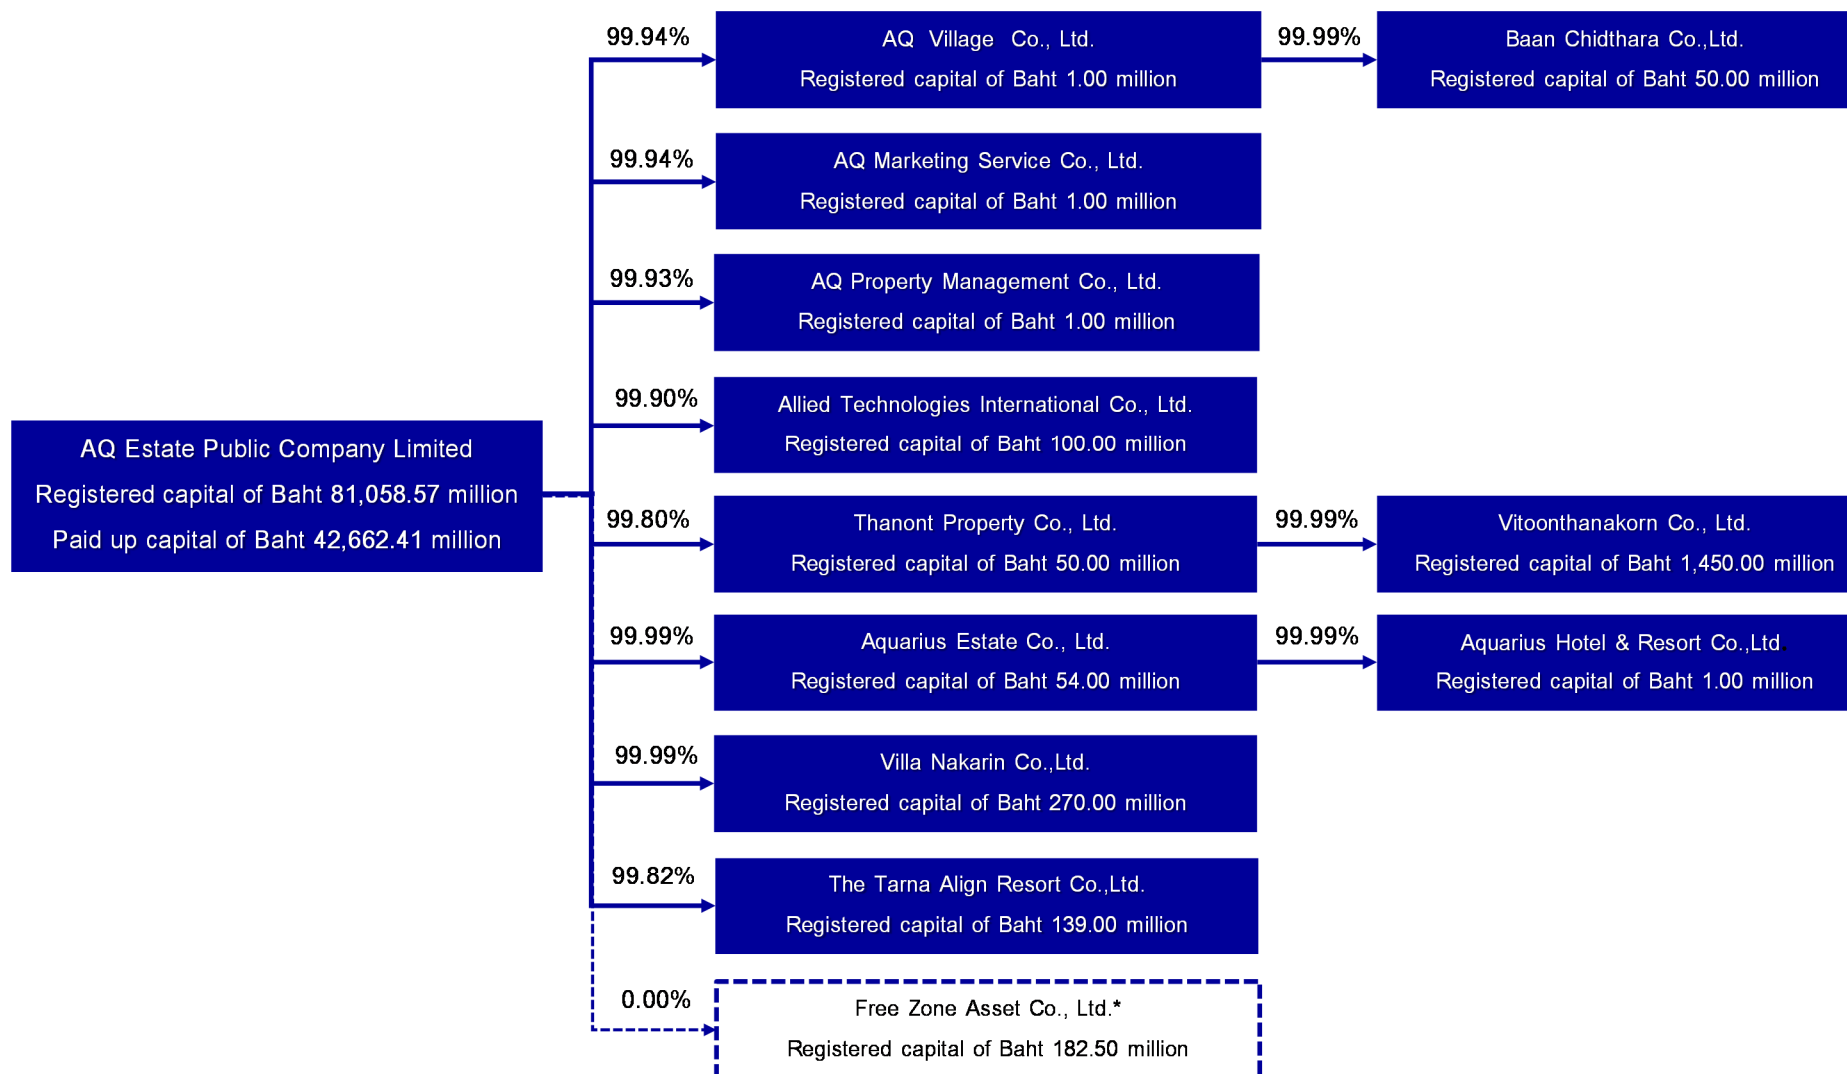 99.94%
AQ Village Co., Ltd.
Registered capital of Baht 1.00 million
99.99%
Baan Chidthara Co.,Ltd.
Registered capital of Baht 50.00 million
99.94%
AQ Marketing Service Co., Ltd.
Registered capital of Baht 1.00 million
99.93%
AQ Property Management Co., Ltd.
Registered capital of Baht 1.00 million
99.90%
Allied Technologies International Co., Ltd.
Registered capital of Baht 100.00 million
AQ Estate Public Company Limited
Registered capital of Baht 81,058.57 million
Paid up capital of Baht 42,662.41 million
99.80%
Thanont Property Co., Ltd.
Registered capital of Baht 50.00 million
99.99%
Vitoonthanakorn Co., Ltd.
Registered capital of Baht 1,450.00 million
99.99%
Aquarius Estate Co., Ltd.
Registered capital of Baht 54.00 million
99.99%
Aquarius Hotel & Resort Co.,Ltd.
Registered capital of Baht 1.00 million
99.99%
Villa Nakarin Co.,Ltd.
Registered capital of Baht 270.00 million
99.82%
The Tarna Align Resort Co.,Ltd.
Registered capital of Baht 139.00 million
0.00%
Free Zone Asset Co., Ltd.*
Registered capital of Baht 182.50 million